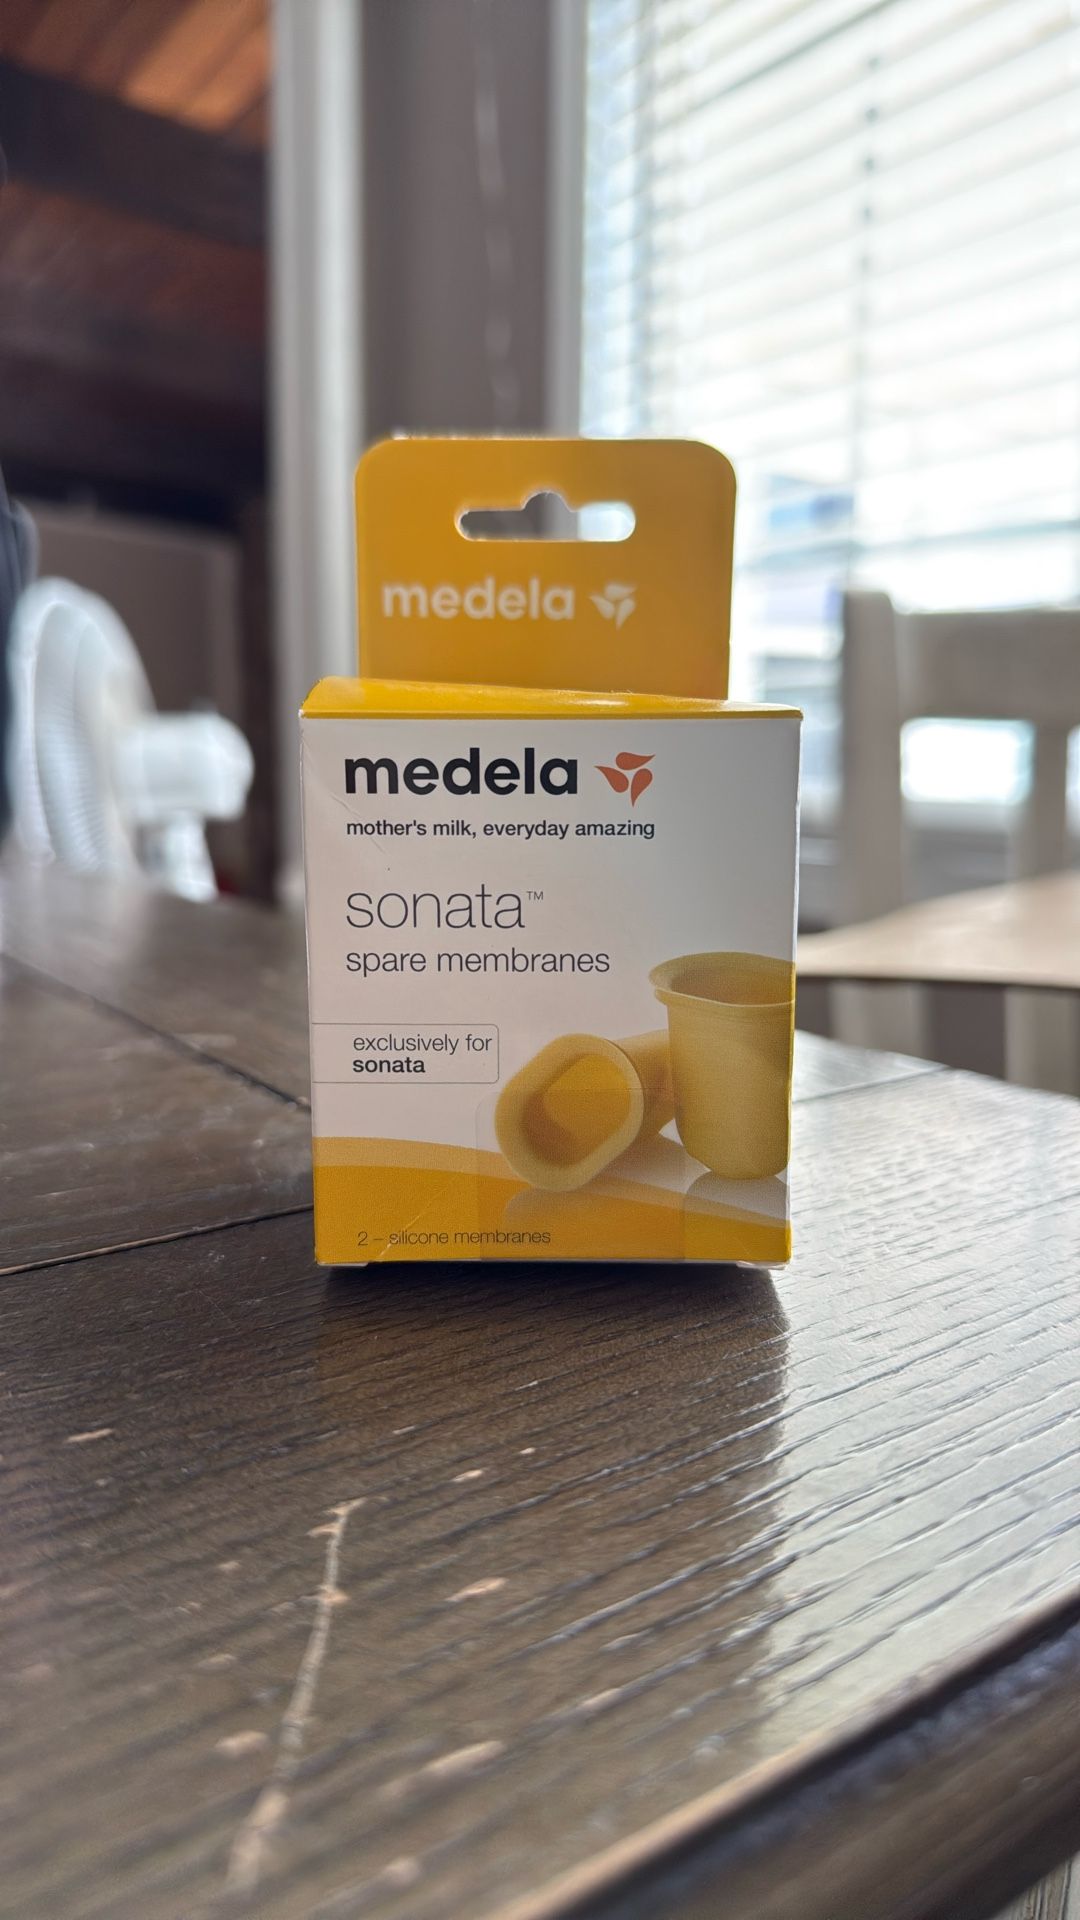 medela
medela
mother's milk, everyday amazing
sonata™
spare membranes
exclusively for
sonata
2 – silicone membranes